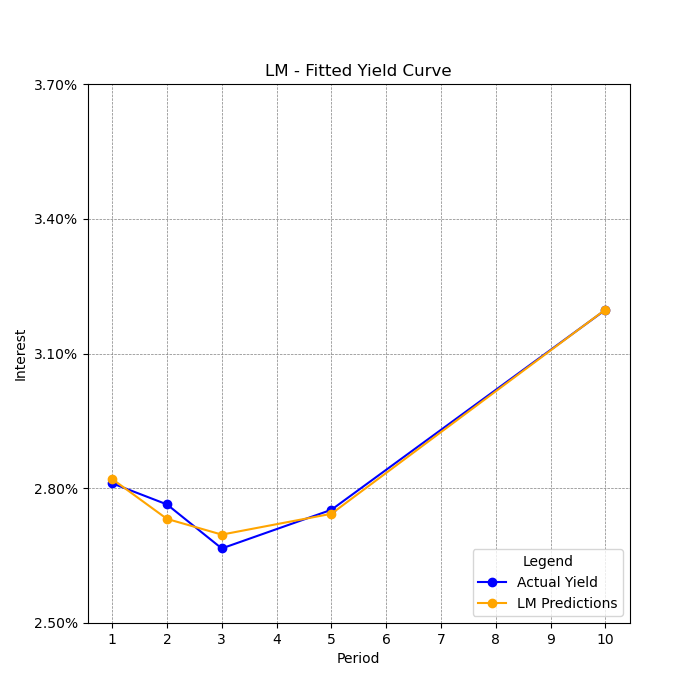 LM - Fitted Yield Curve
3.70%
3.40%
3.10%
2.80%
2.50%
Interest
1 2 3 4 5 6 7 8 9 10
Period
Legend
Actual Yield
LM Predictions